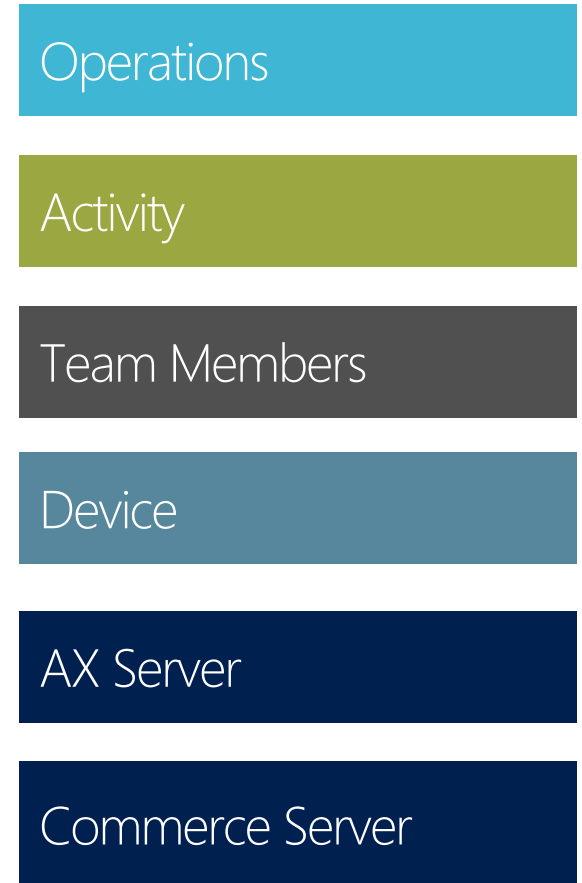 Operations
Activity
Team Members
Device
AX Server
Commerce Server